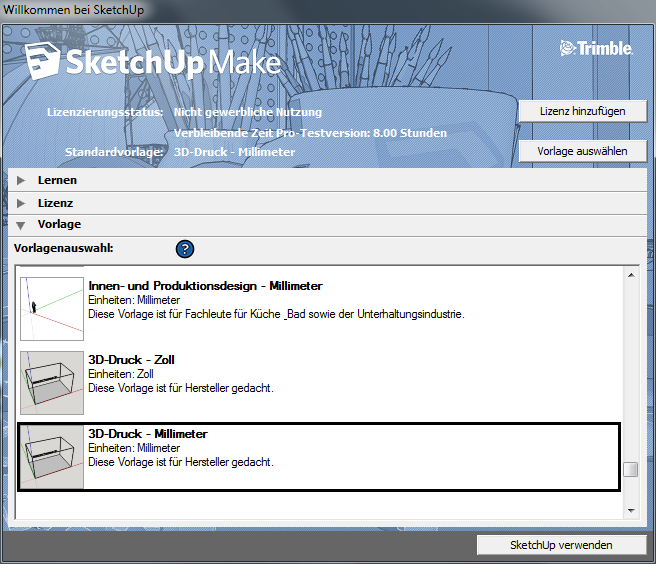 Willkommen bei SketchUp
SketchUp Make
Trimble
Lizenzierungsstatus: Nicht gewerbliche Nutzung
Lizenz hinzufügen
Verbleibende Zeit Pro-Testversion: 8.00 Stunden
Standardvorlage: 3D-Druck - Millimeter
Vorlage auswählen
Lernen
Lizenz
Vorlage
Vorlagenauswahl: ?
Innen- und Produktionsdesign - Millimeter
Einheiten: Millimeter
Diese Vorlage ist für Fachleute für Küche _Bad sowie der Unterhaltungsindustrie.
3D-Druck - Zoll
Einheiten: Zoll
Diese Vorlage ist für Hersteller gedacht.
3D-Druck - Millimeter
Einheiten: Millimeter
Diese Vorlage ist für Hersteller gedacht.
SketchUp verwenden